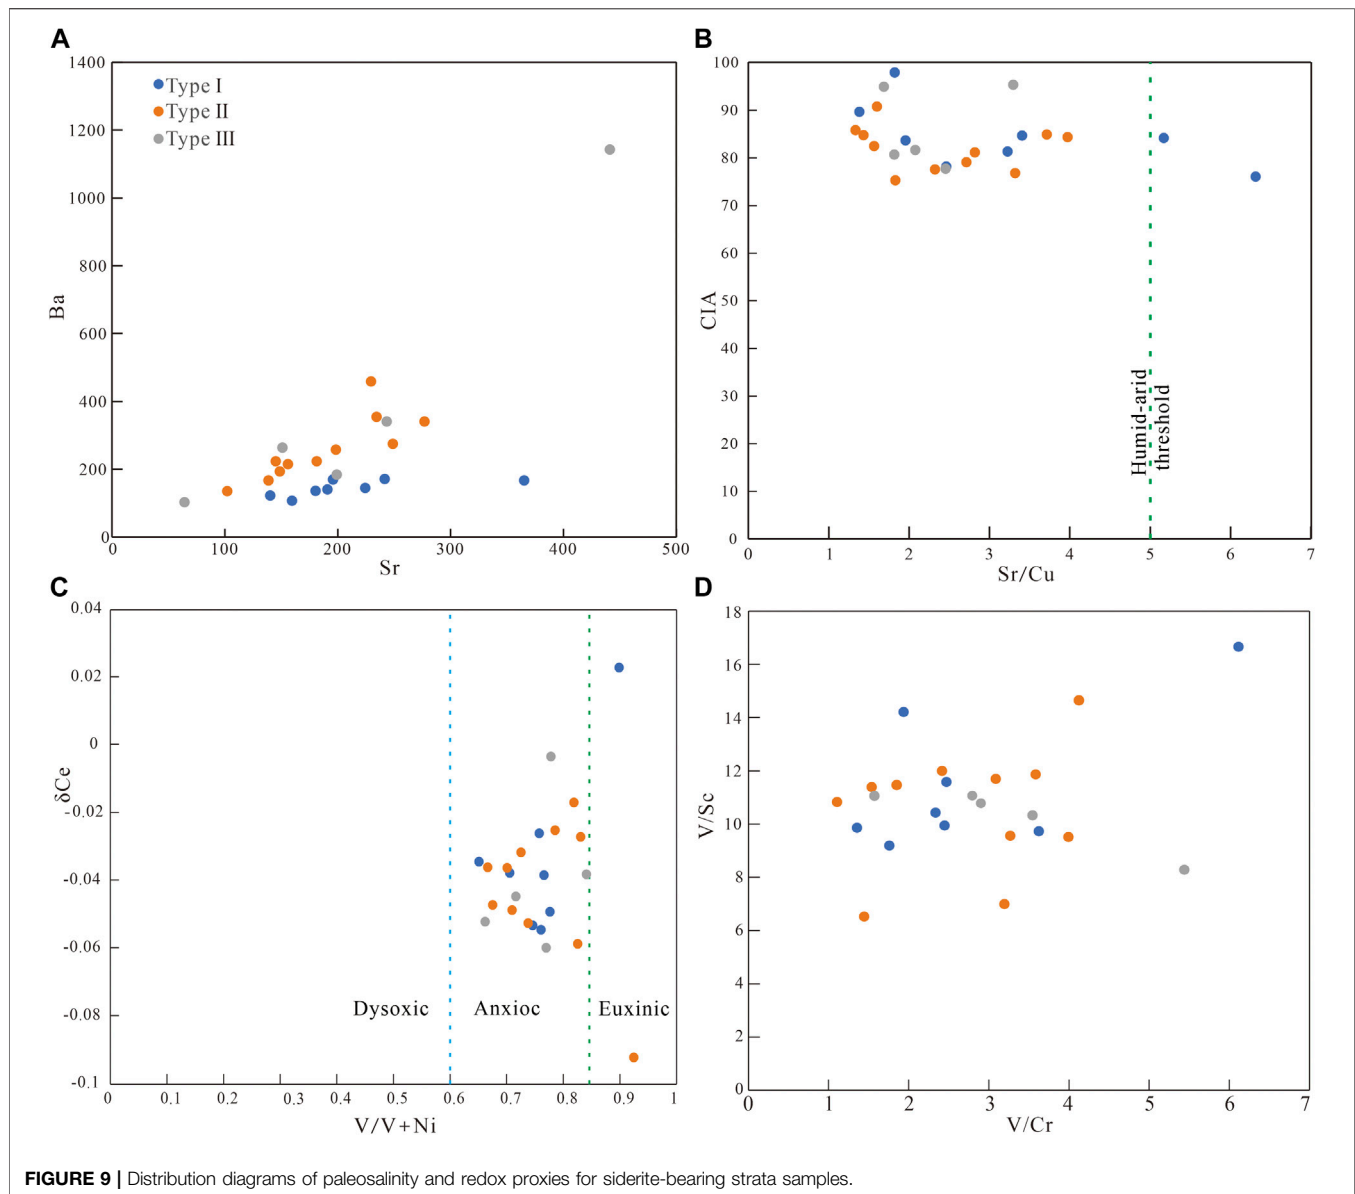 A
1400
1200
1000
800
600
400
200
0
Ba
Type I
Type II
Type III
0 100 200 300 400 500
Sr
B
100
90
80
70
60
50
40
30
20
10
0
CIA
Humid-arid
threshold
0 1 2 3 4 5 6 7
Sr/Cu
C
0.04
0.02
0
-0.02
-0.04
-0.06
-0.08
-0.1
δCe
Dysoxic Anxioc Euxinic
0 0.1 0.2 0.3 0.4 0.5 0.6 0.7 0.8 0.9 1
V/V+Ni
D
18
16
14
12
10
8
6
4
2
0
V/Sc
1 2 3 4 5 6 7
V/Cr
FIGURE 9 | Distribution diagrams of paleosalinity and redox proxies for siderite-bearing strata samples.